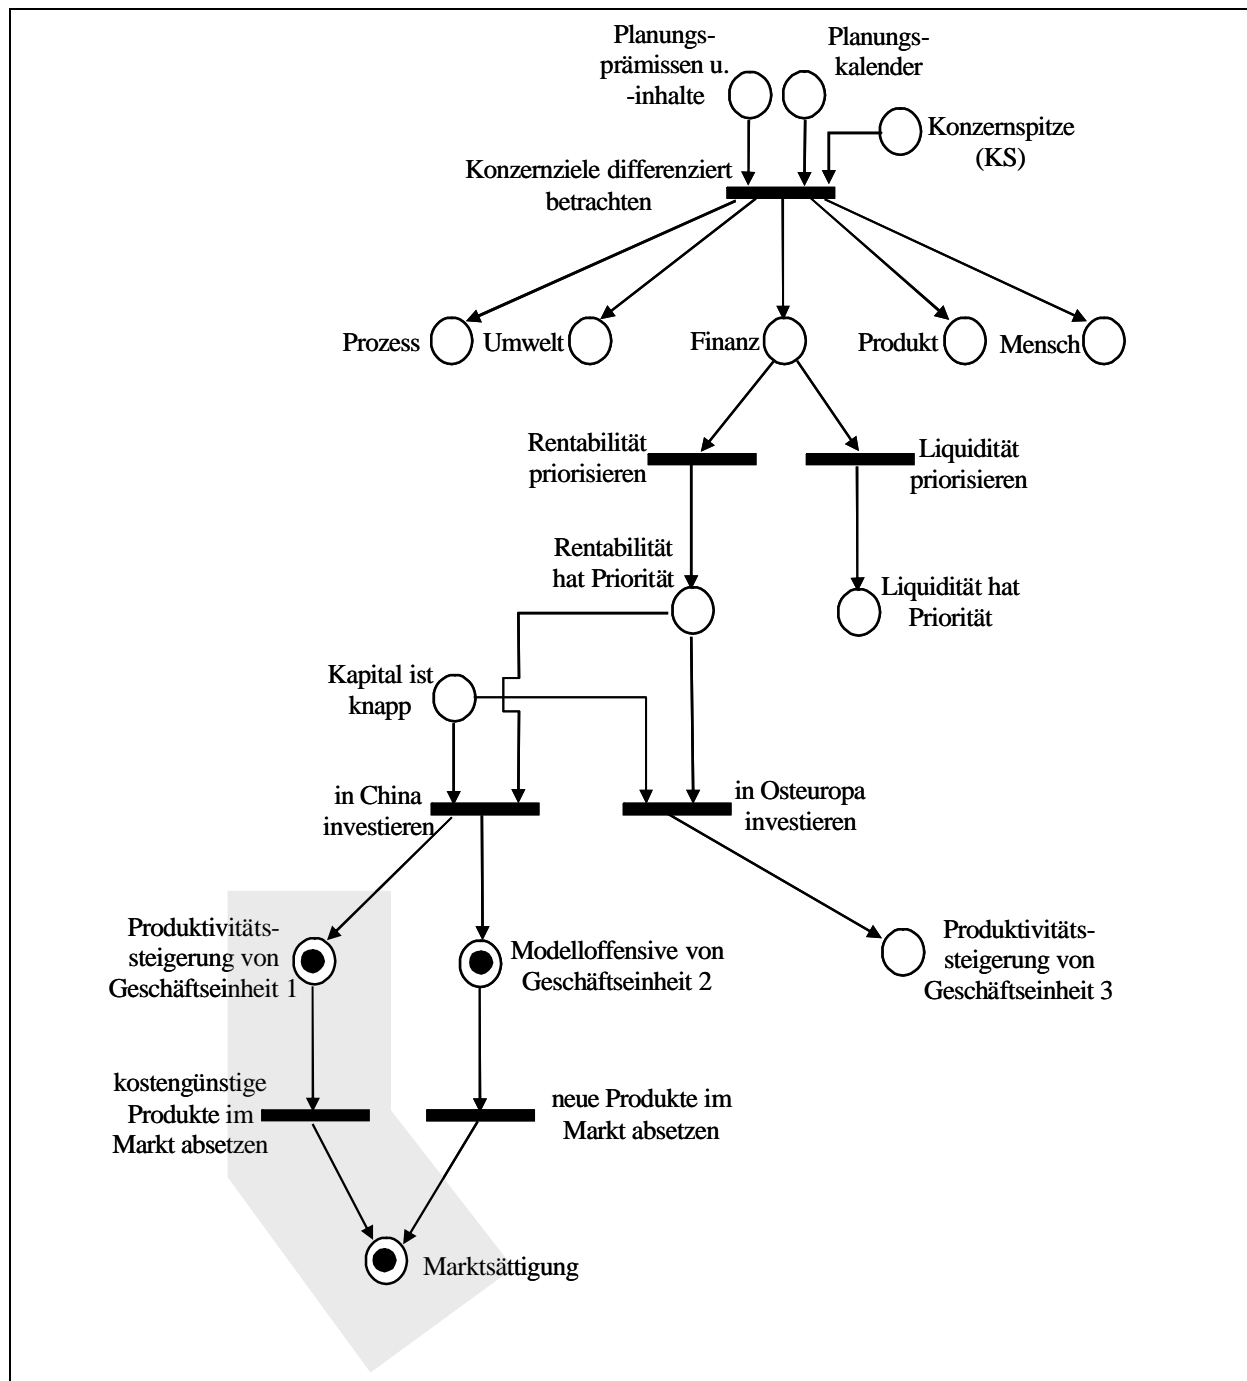 Planungs-
prämissen u.
-inhalte
Planungs-
kalender
Konzernspitze
(KS)
Konzernziele differenziert
betrachten
Prozess
Umwelt
Finanz
Produkt
Mensch
Rentabilität
priorisieren
Liquidität
priorisieren
Rentabilität
hat Priorität
Liquidität hat
Priorität
Kapital ist
knapp
in China
investieren
in Osteuropa
investieren
Produktivitäts-
steigerung von
Geschäftseinheit 1
Modelloffensive von
Geschäftseinheit 2
Produktivitäts-
steigerung von
Geschäftseinheit 3
kostengünstige
Produkte im
Markt absetzen
neue Produkte im
Markt absetzen
Marktsättigung